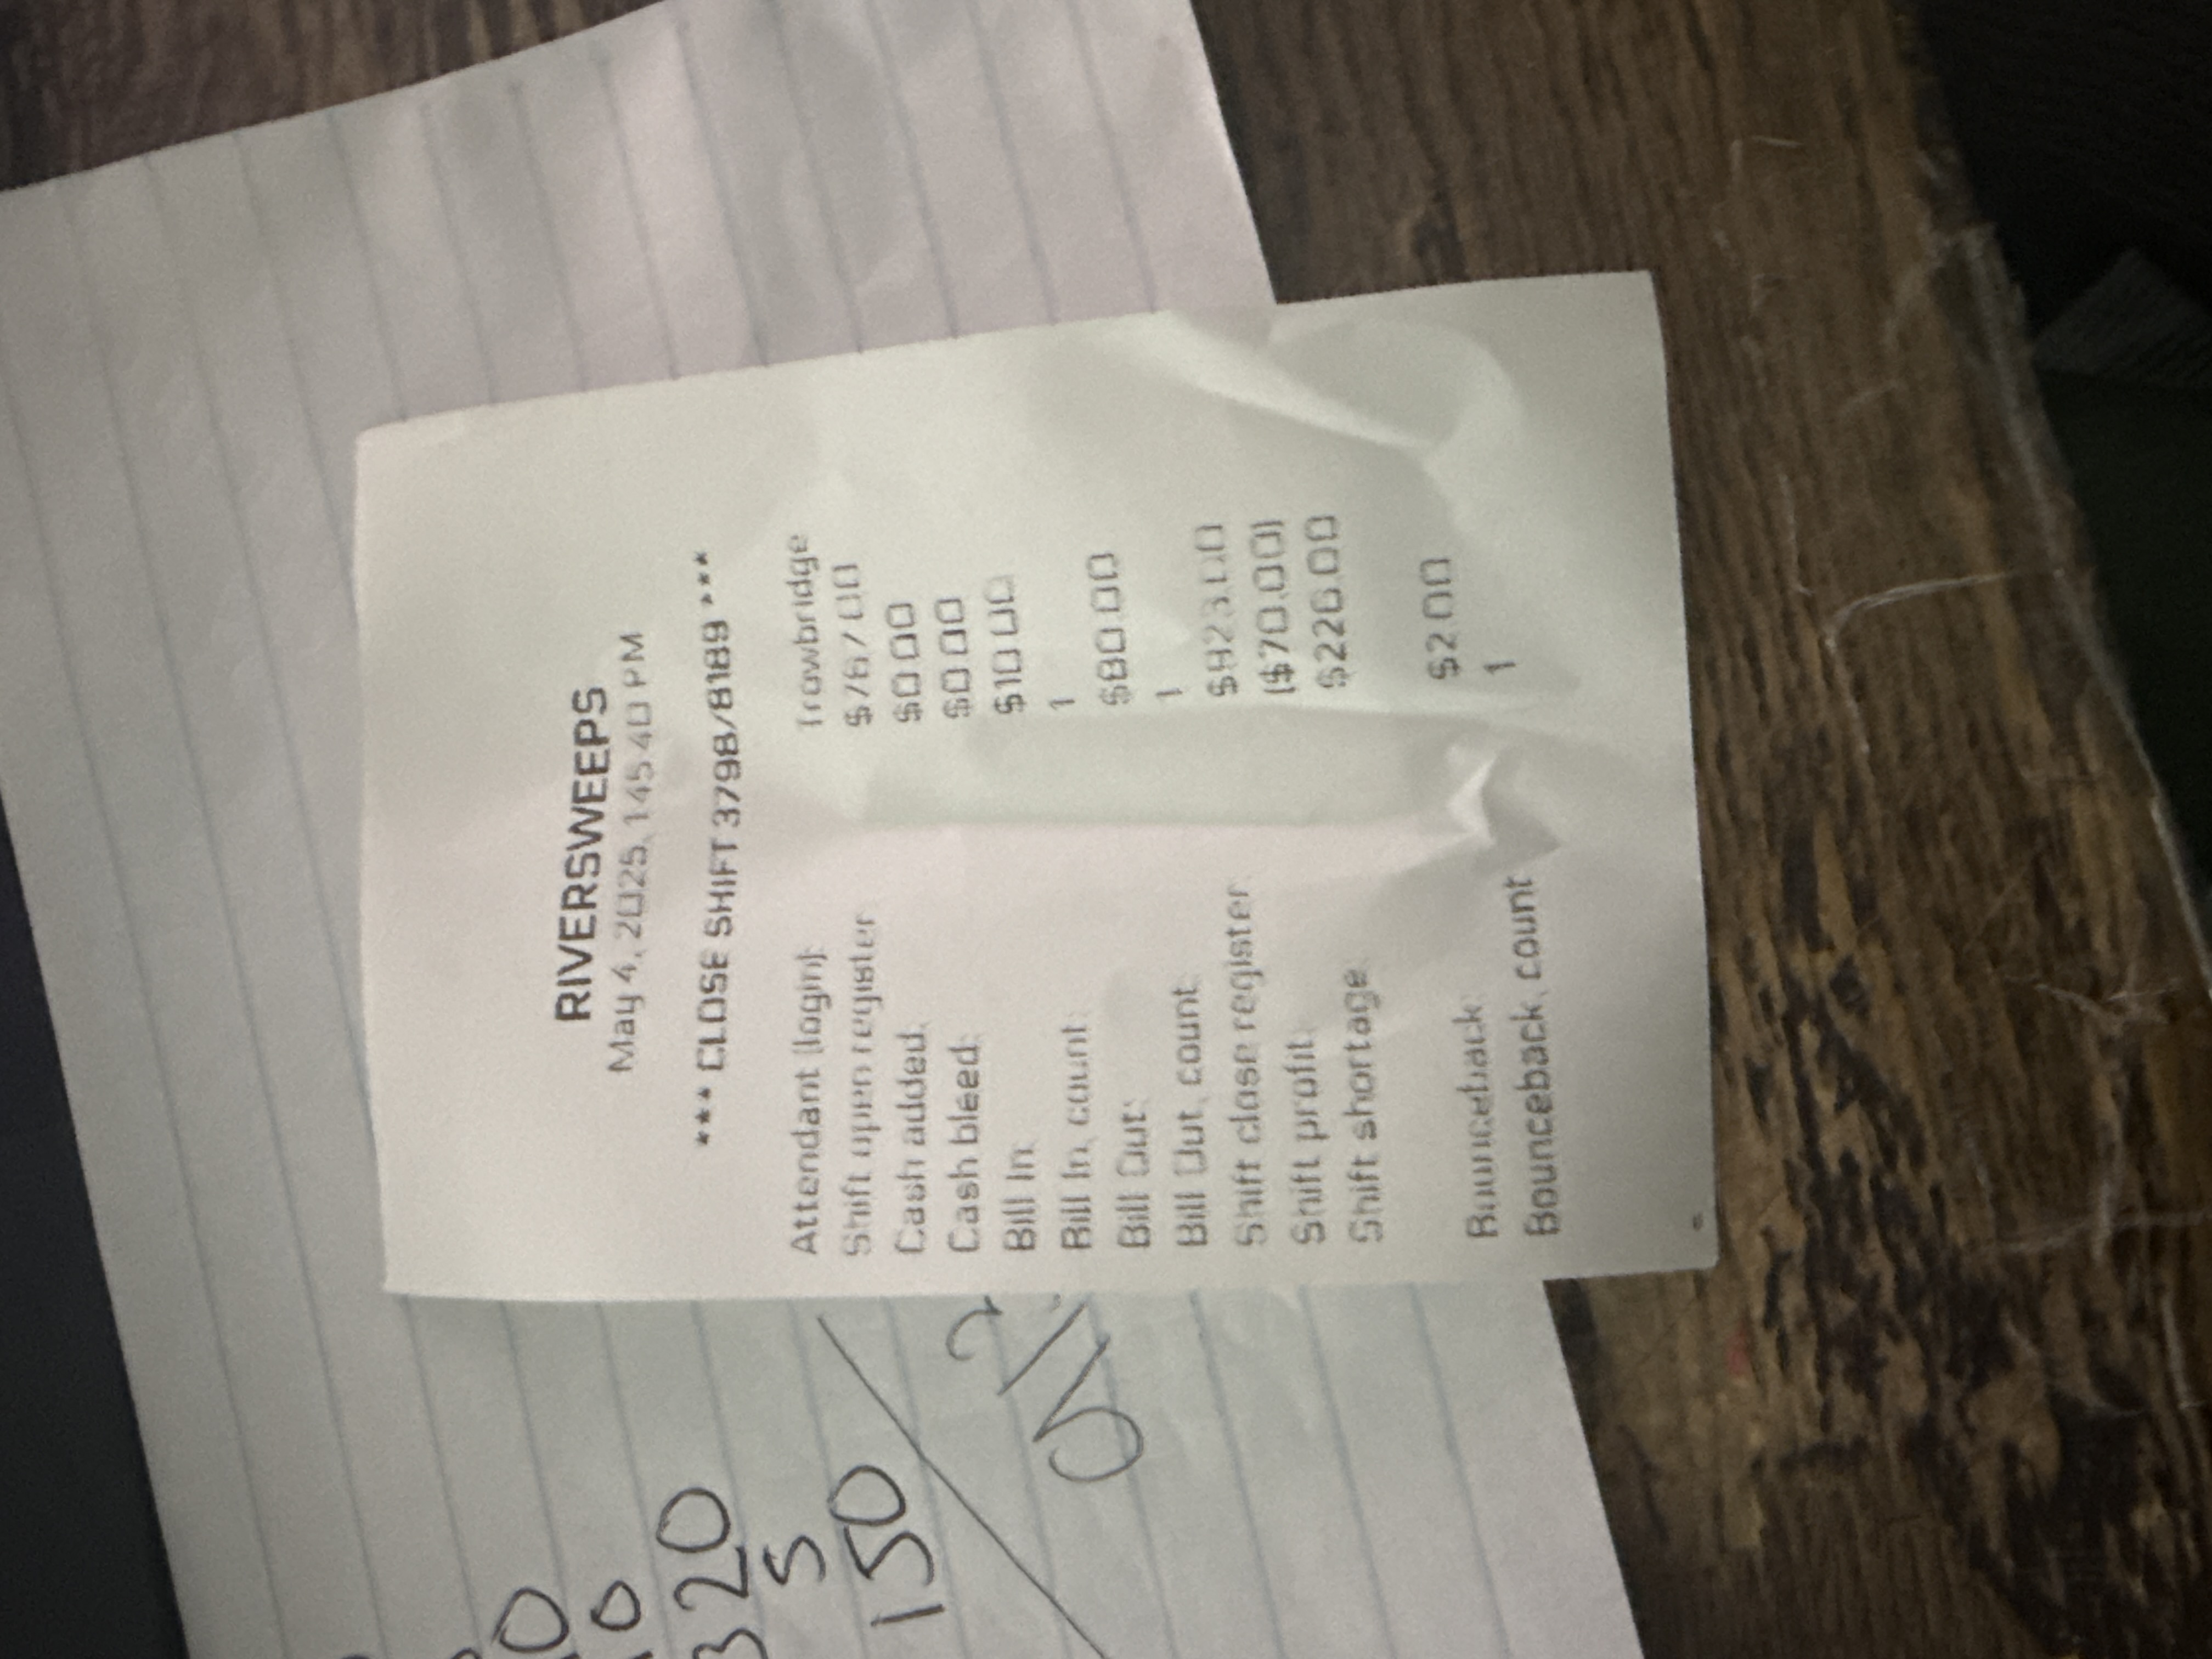 RIVERSWEEPS
May 4, 2025, 1:45:40 PM
*** CLOSE SHIFT 3798/8189 ***
Attendant (login): Trowbridge
Shift open register: $767.00
Cash added: $0.00
Cash bleed: $0.00
Bill In: $10.00
Bill In, count: 1
Bill Out: $80.00
Bill Out, count: 1
Shift close register: $923.00
Shift profit: ($70.00)
Shift shortage: $226.00
Bounceback: $2.00
Bounceback, count: 1
320
5
150